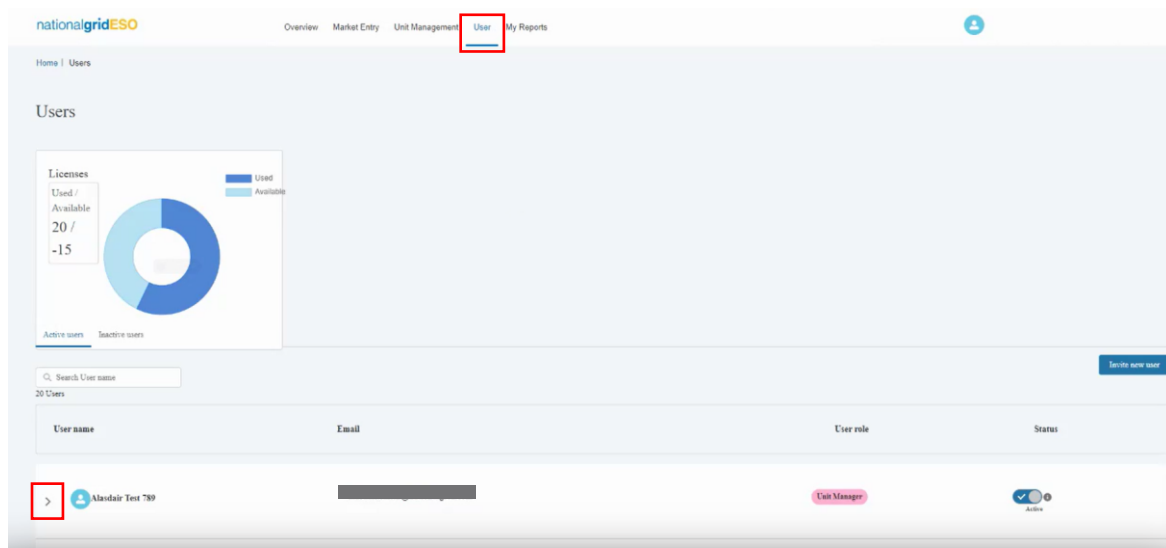 nationalgridESO
Overview Market Entry Unit Management User My Reports
Home | Users
Users
Licenses
Used /
Available
20 /
-15
Used
Available
Active users Inactive users
Search User name
Invite new user
20 Users
User name Email User role Status
Alasdair Test 789 Unit Manager
Active